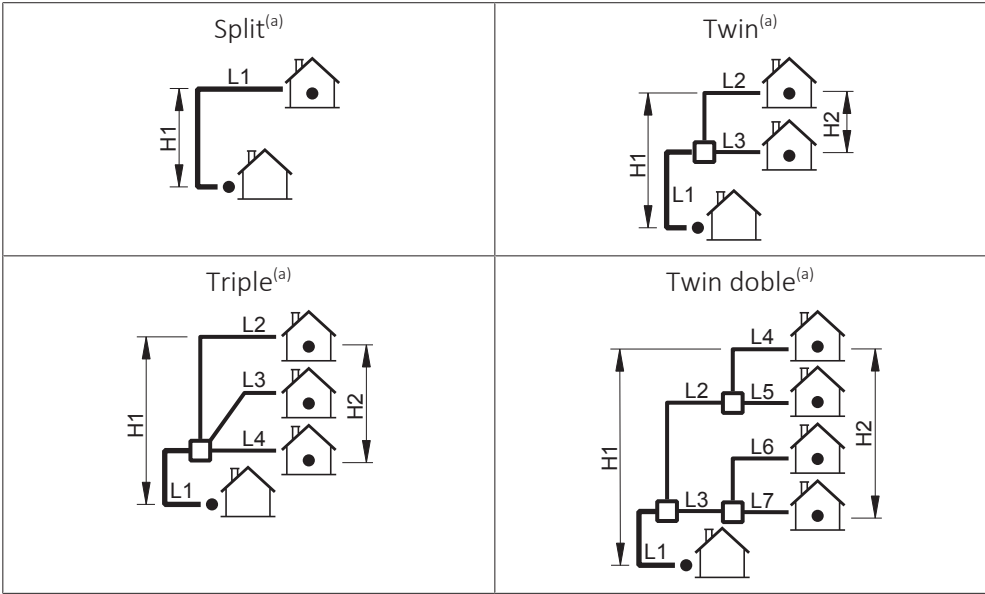 Split(a)
L1
H1
Twin(a)
L2
H2
L3
H1
L1
Triple(a)
L2
L3
H1
H2
L4
L1
Twin doble(a)
L4
L2
L5
H1
H2
L6
L3
L7
L1